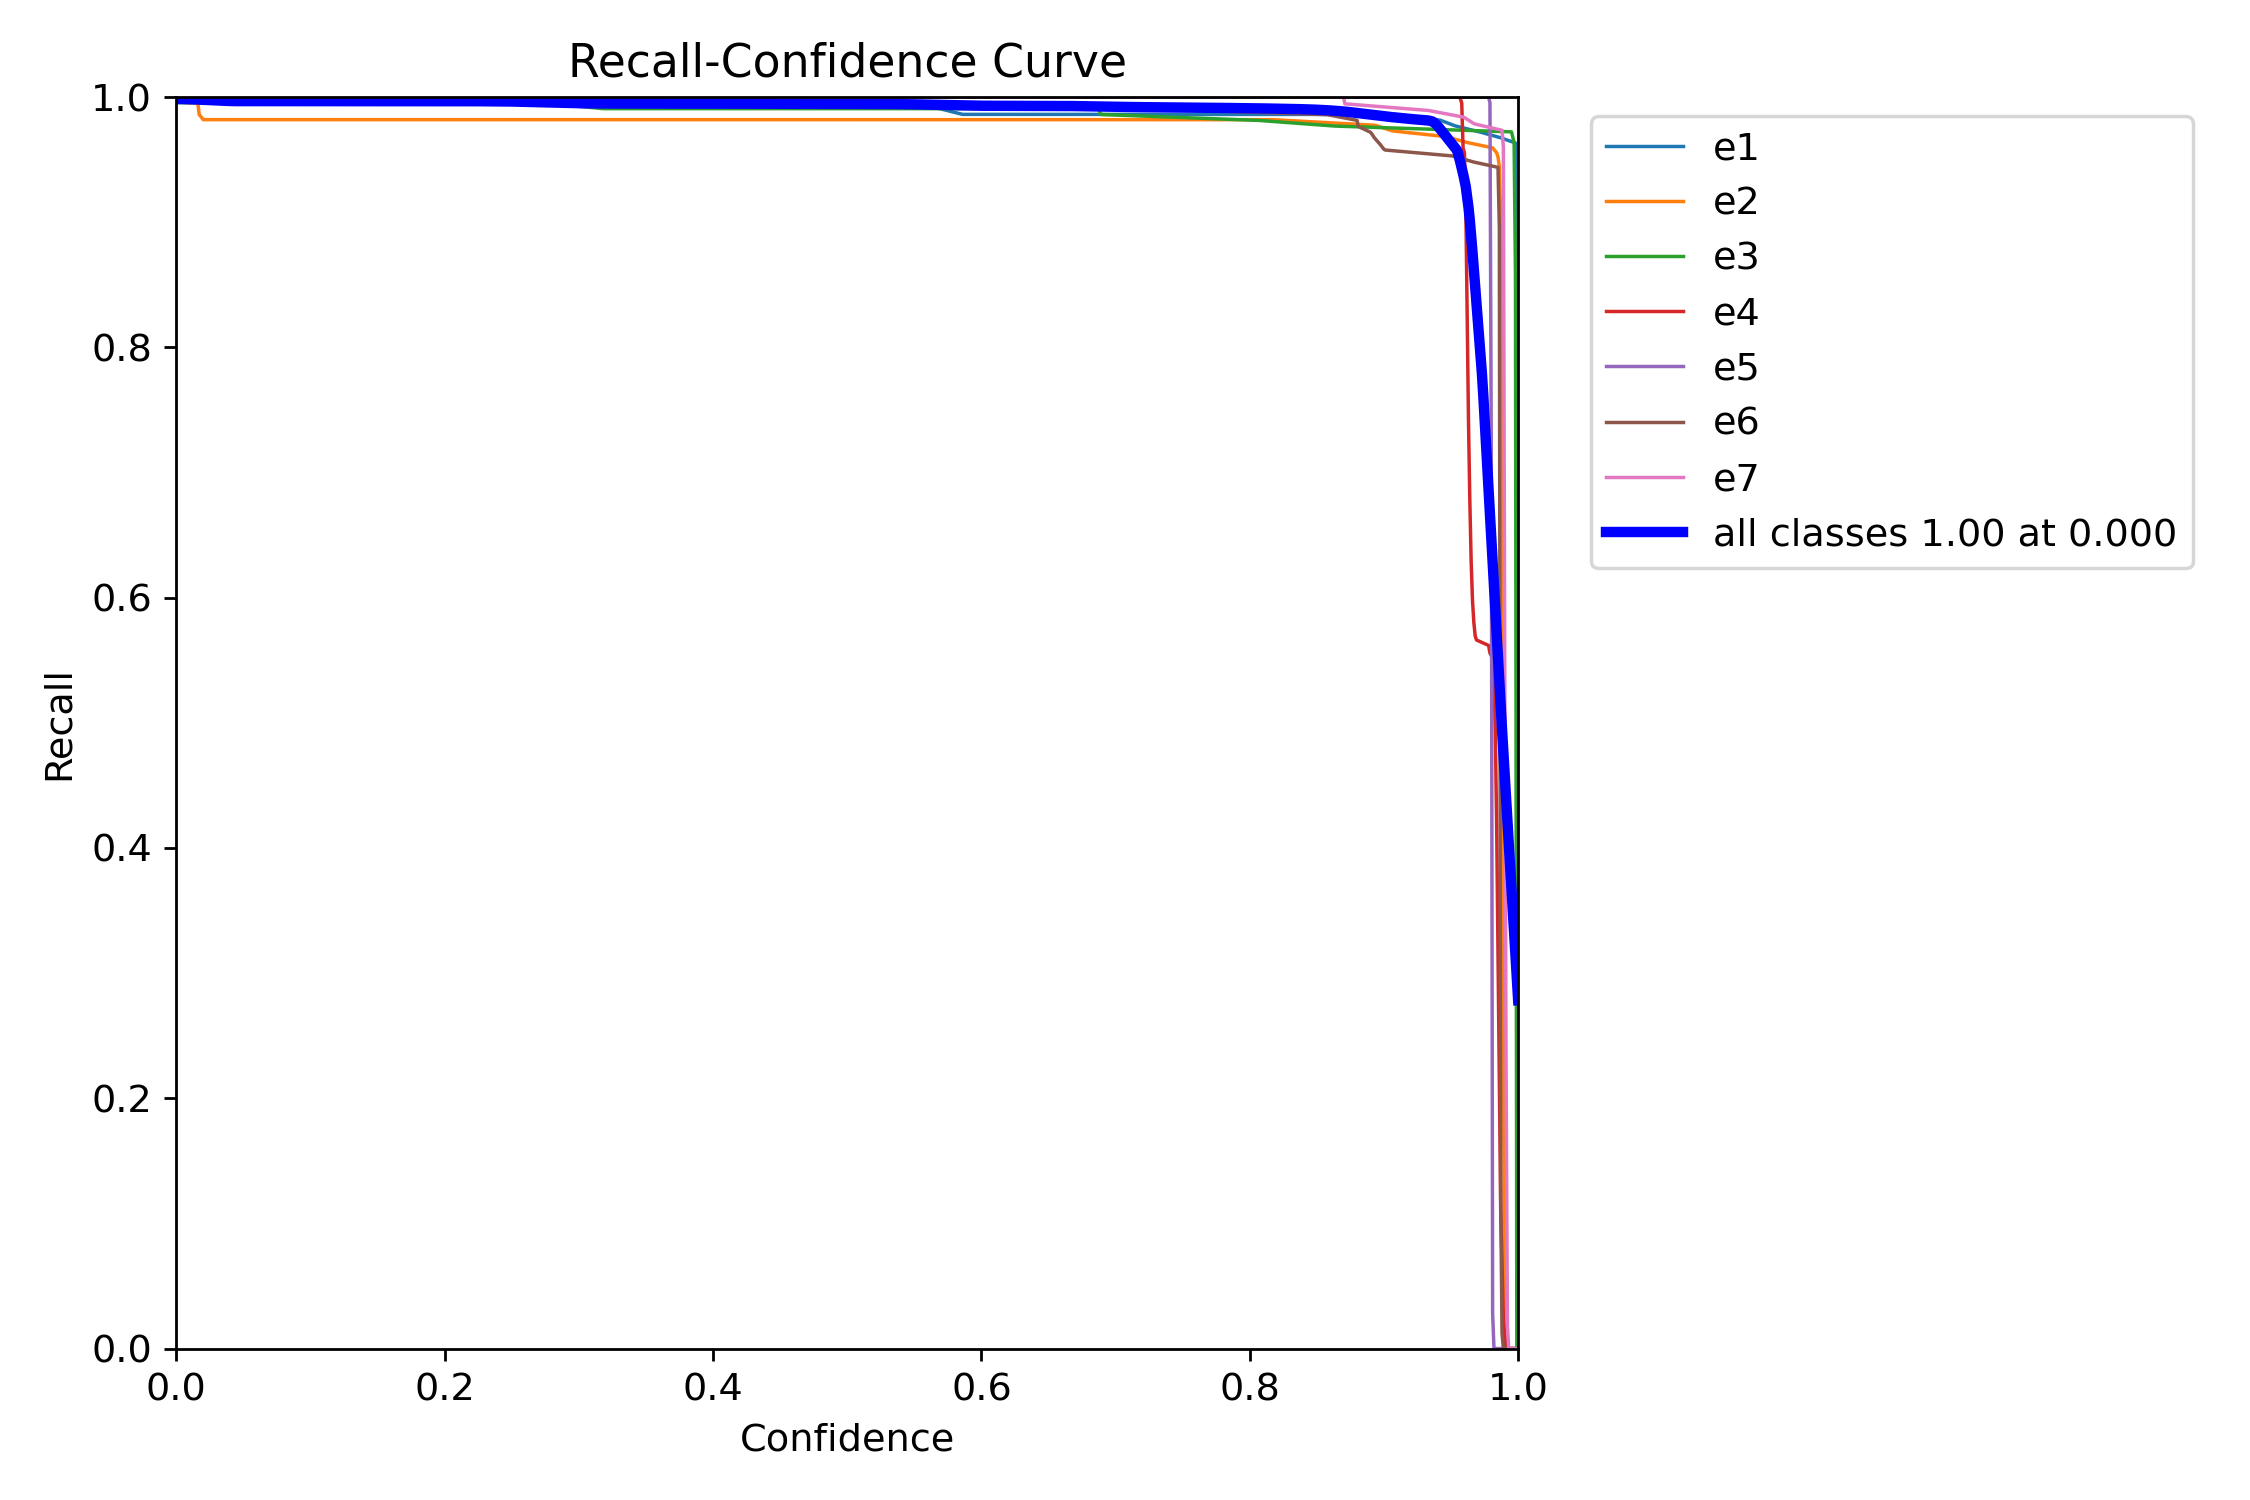 Recall-Confidence Curve
1.0
0.8
0.6
0.4
0.2
0.0
Recall
0.0 0.2 0.4 0.6 0.8 1.0
Confidence
e1
e2
e3
e4
e5
e6
e7
all classes 1.00 at 0.000